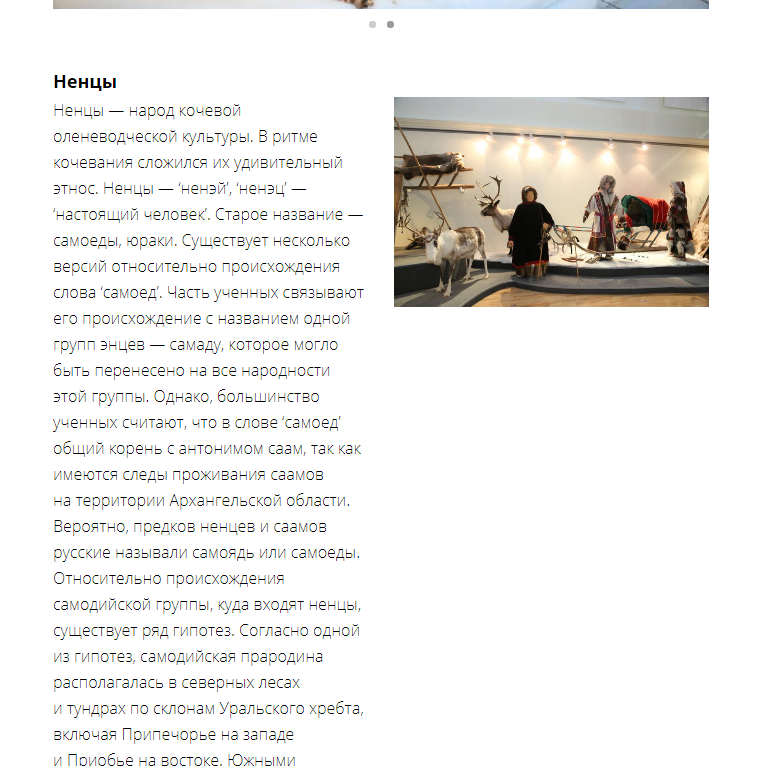 Ненцы
Ненцы — народ кочевой
оленеводческой культуры. В ритме
кочевания сложился их удивительный
этнос. Ненцы — ‘ненэй’, ‘ненэц’ —
‘настоящий человек’. Старое название —
самоеды, юраки. Существует несколько
версий относительно происхождения
слова ‘самоед’. Часть ученных связывают
его происхождение с названием одной
групп энцев — самаду, которое могло
быть перенесено на все народности
этой группы. Однако, большинство
ученных считают, что в слове ‘самоед’
общий корень с антонимом саам, так как
имеются следы проживания саамов
на территории Архангельской области.
Вероятно, предков ненцев и саамов
русские называли самоядь или самоеды.
Относительно происхождения
самодийской группы, куда входят ненцы,
существует ряд гипотез. Согласно одной
из гипотез, самодийская прародина
располагалась в северных лесах
и тундрах по склонам Уральского хребта,
включая Припечорье на западе
и Приобье на востоке. Южными